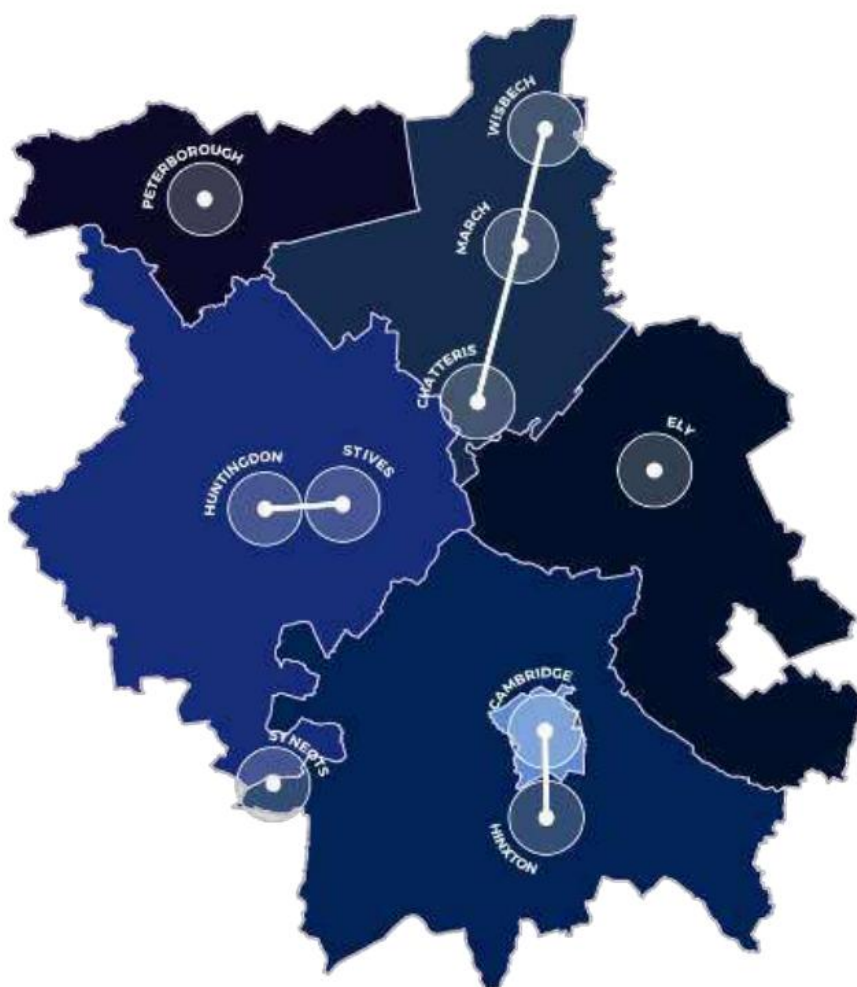 WISBECH
PETERBOROUGH
MARCH
CHATTERIS
ELY
HUNTINGDON
ST IVES
CAMBRIDGE
ST NEOTS
HINXTON